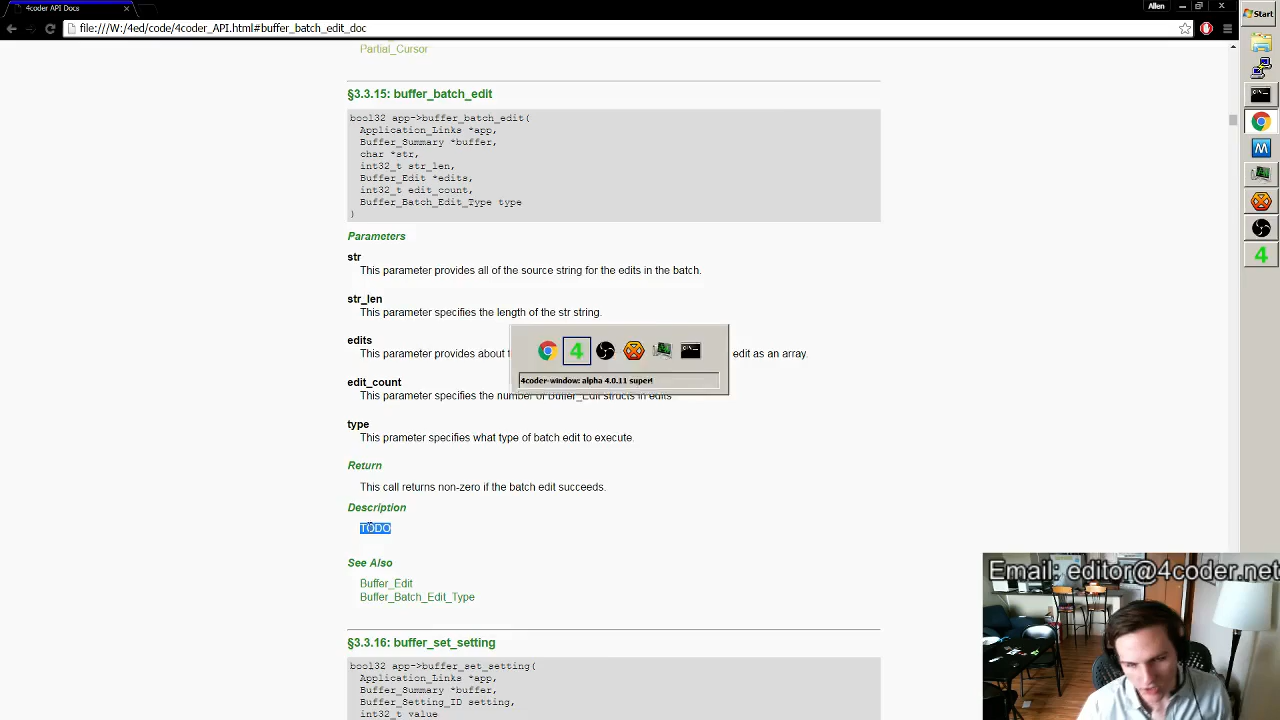 4coder API Docs
Allen
Start
file:///W:/4ed/code/4coder_API.html#buffer_batch_edit_doc
Partial_Cursor
§3.3.15: buffer_batch_edit
bool32 app->buffer_batch_edit(
Application_Links *app,
Buffer_Summary *buffer,
char *str,
int32_t str_len,
Buffer_Edit *edits,
int32_t edit_count,
Buffer_Batch_Edit_Type type
)
Parameters
str
This parameter provides all of the source string for the edits in the batch.
str_len
This parameter specifies the length of the str string.
edits
This parameter provides about t edit as an array.
4coder-window: alpha 4.0.11 super!
edit_count
This parameter specifies the number of Buffer_Edit structs in edits
type
This prameter specifies what type of batch edit to execute.
Return
This call returns non-zero if the batch edit succeeds.
Description
TODO
See Also
Buffer_Edit
Buffer_Batch_Edit_Type
Email: editor@4coder.net
§3.3.16: buffer_set_setting
bool32 app->buffer_set_setting(
Application_Links *app,
Buffer_Summary *buffer,
Buffer_Setting_ID setting,
int32_t value